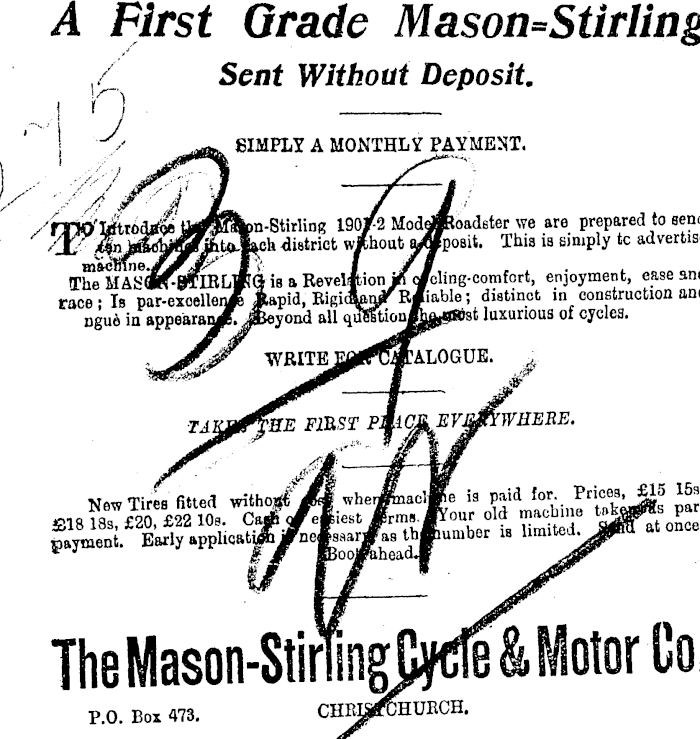 A First Grade Mason=Stirling
Sent Without Deposit.
SIMPLY A MONTHLY PAYMENT.
TO Introduce the Mason-Stirling 1901-2 Model Roadster we are prepared to send
ten machines into each district without a deposit. This is simply to advertis
machine.
The MASON-STIRLING is a Revelation in cycling-comfort, enjoyment, ease and
race; Is par-excellence Rapid, Rigid and Reliable; distinct in construction an
ngue in appearance. Beyond all question the most luxurious of cycles.
WRITE FOR CATALOGUE.
TAKES THE FIRST PLACE EVERYWHERE.
New Tires fitted without cost when machine is paid for. Prices, £15 15s
£18 18s, £20, £22 10s. Cash or easiest terms. Your old machine taken as par
payment. Early application is necessary as the number is limited. Send at once
Book ahead.
The Mason-Stirling Cycle & Motor Co.
P.O. Box 473.
CHRISTCHURCH.